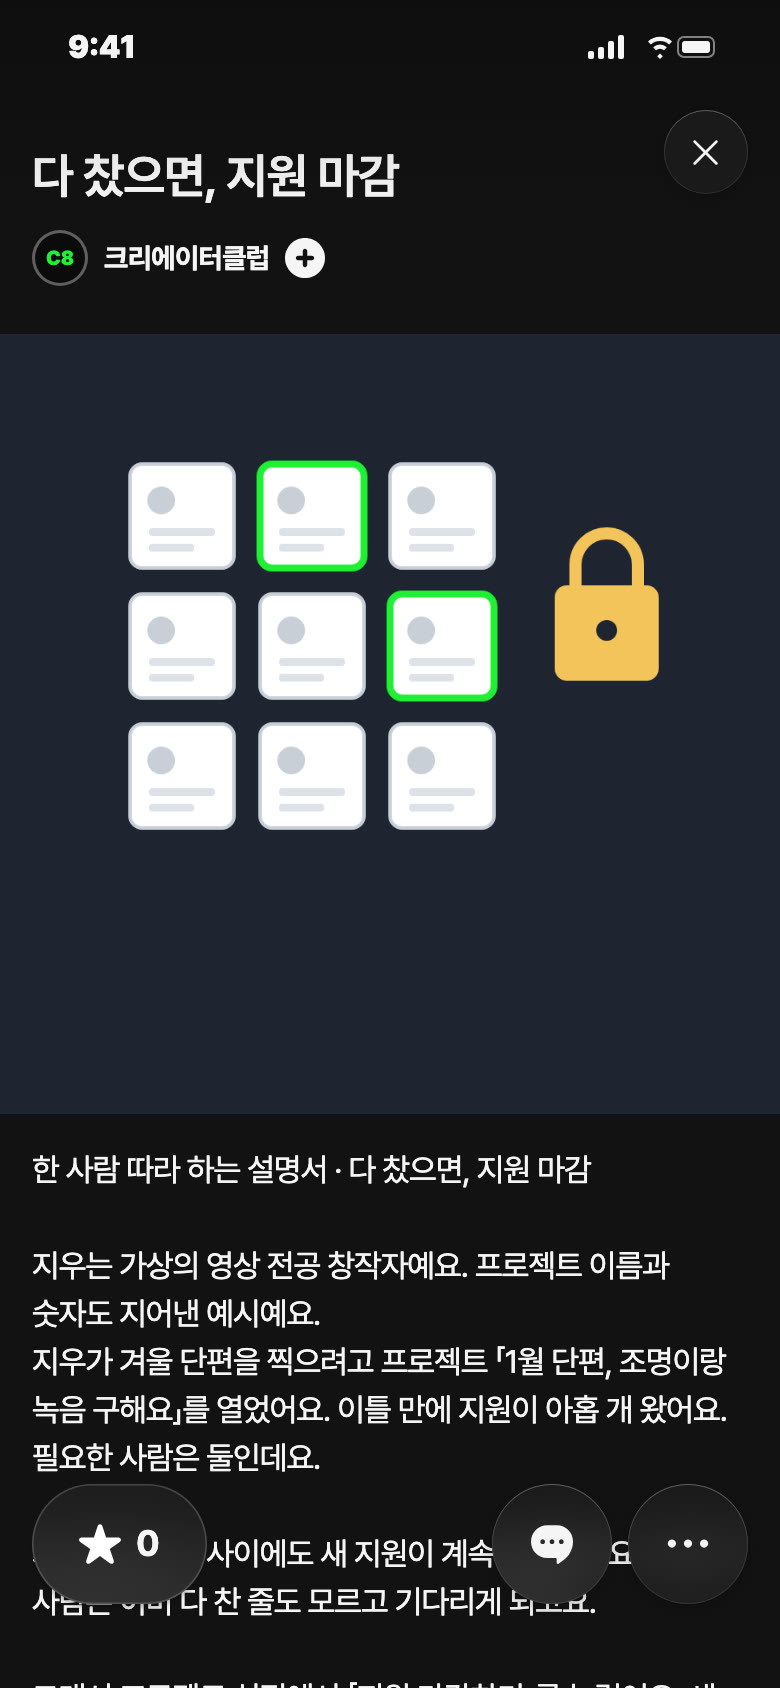 9:41
다 찼으면, 지원 마감
C8
크리에이터클럽
한 사람 따라 하는 설명서 · 다 찼으면, 지원 마감
지우는 가상의 영상 전공 창작자예요. 프로젝트 이름과
숫자도 지어낸 예시예요.
지우가 겨울 단편을 찍으려고 프로젝트 「1월 단편, 조명이랑
녹음 구해요」를 열었어요. 이틀 만에 지원이 아홉 개 왔어요.
필요한 사람은 둘인데요.
사이에도 새 지원이 계속
0
다 찬 줄도 모르고 기다리게